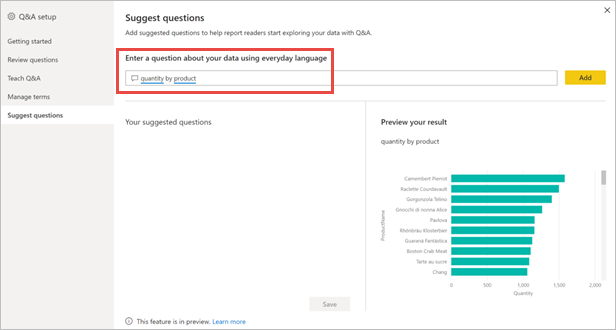 Q&A setup
Getting started
Review questions
Teach Q&A
Manage terms
Suggest questions
Suggest questions
Add suggested questions to help report readers start exploring your data with Q&A.
Enter a question about your data using everyday language
quantity by product
Add
Your suggested questions
Save
Preview your result
quantity by product
ProductName
Camembert Pierrot
Raclette Courdavault
Gorgonzola Telino
Gnocchi di nonna Alice
Pavlova
Rhönbräu Klosterbier
Guaraná Fantástica
Boston Crab Meat
Tarte au sucre
Chang
0 500 1,000 1,500 2,000
Quantity
This feature is in preview. Learn more